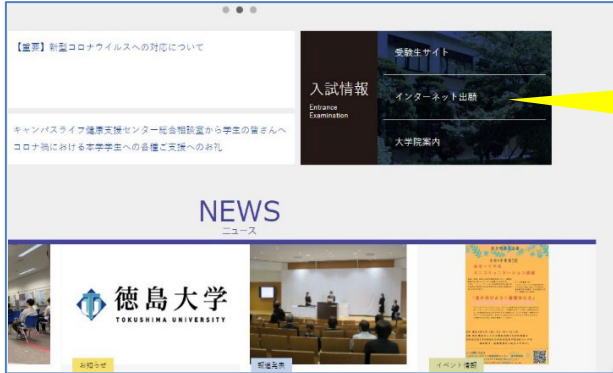 【重要】新型コロナウイルスへの対応について
キャンパスライフ健康支援センター総合相談室から学生の皆さんへ
コロナ禍における本学学生への各種ご支援へのお礼
入試情報
Entrance
Examination
受験生サイト
インターネット出願
大学院案内
NEWS
ニュース
徳島大学
TOKUSHIMA UNIVERSITY
お知らせ
報道発表
イベント情報